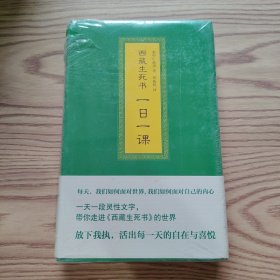 西藏生死书
一日一课
每天，我们如何面对世界，我们如何面对自己的内心
一天一段灵性文字，
带你走进《西藏生死书》的世界
放下我执，活出每一天的自在与喜悦